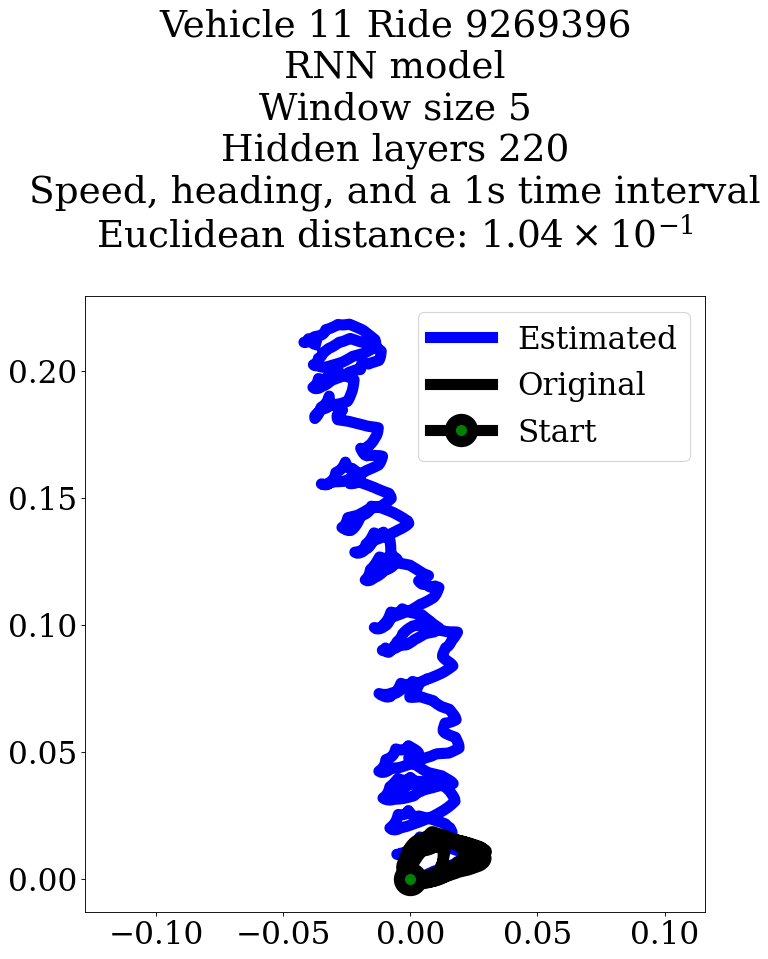 Vehicle 11 Ride 9269396
RNN model
Window size 5
Hidden layers 220
Speed, heading, and a 1s time interval
Euclidean distance: 1.04 × 10⁻¹
Estimated
Original
Start
0.20
0.15
0.10
0.05
0.00
−0.10 −0.05 0.00 0.05 0.10